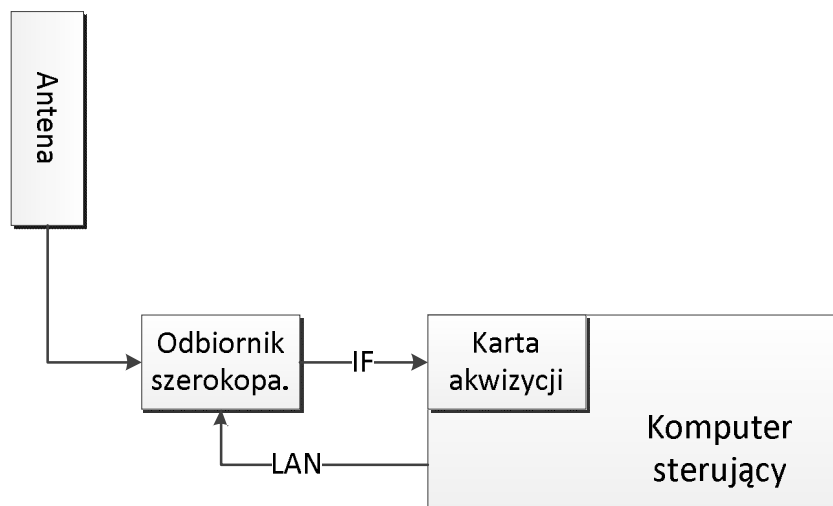 Antena
Odbiornik
szerokopa.
IF
Karta
akwizycji
LAN
Komputer
sterujący